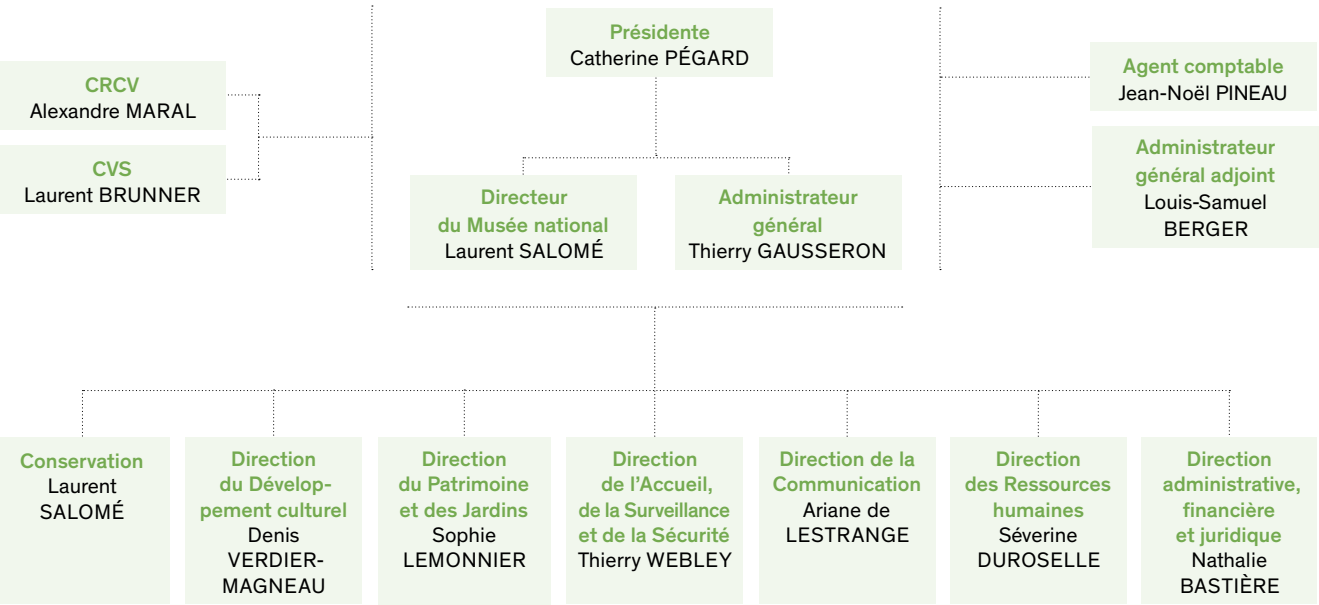 Présidente
Catherine PÉGARD
CRCV
Alexandre MARAL
CVS
Laurent BRUNNER
Agent comptable
Jean-Noël PINEAU
Administrateur
général adjoint
Louis-Samuel
BERGER
Directeur
du Musée national
Laurent SALOMÉ
Administrateur
général
Thierry GAUSSERON
Conservation
Laurent
SALOMÉ
Direction
du Dévelop-
pement culturel
Denis
VERDIER-
MAGNEAU
Direction
du Patrimoine
et des Jardins
Sophie
LEMONNIER
Direction
de l'Accueil,
de la Surveillance
et de la Sécurité
Thierry WEBLEY
Direction de la
Communication
Ariane de
LESTRANGE
Direction
des Ressources
humaines
Séverine
DUROSELLE
Direction
administrative,
financière
et juridique
Nathalie
BASTIÈRE